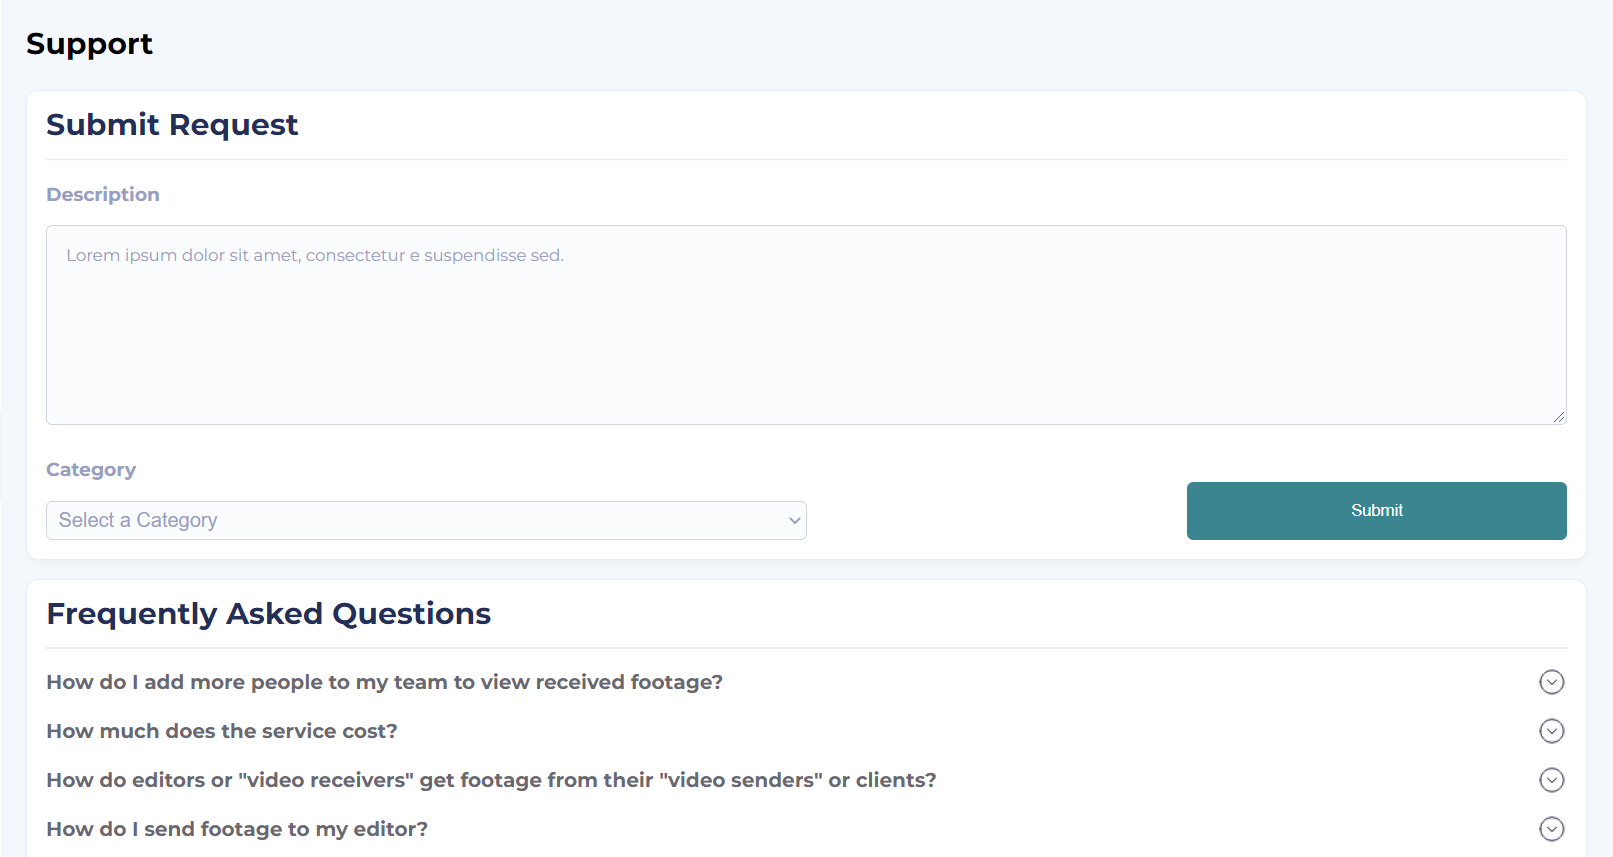 Support
Submit Request
Description
Lorem ipsum dolor sit amet, consectetur e suspendisse sed.
Category
Select a Category
Submit
Frequently Asked Questions
How do I add more people to my team to view received footage?
How much does the service cost?
How do editors or "video receivers" get footage from their "video senders" or clients?
How do I send footage to my editor?